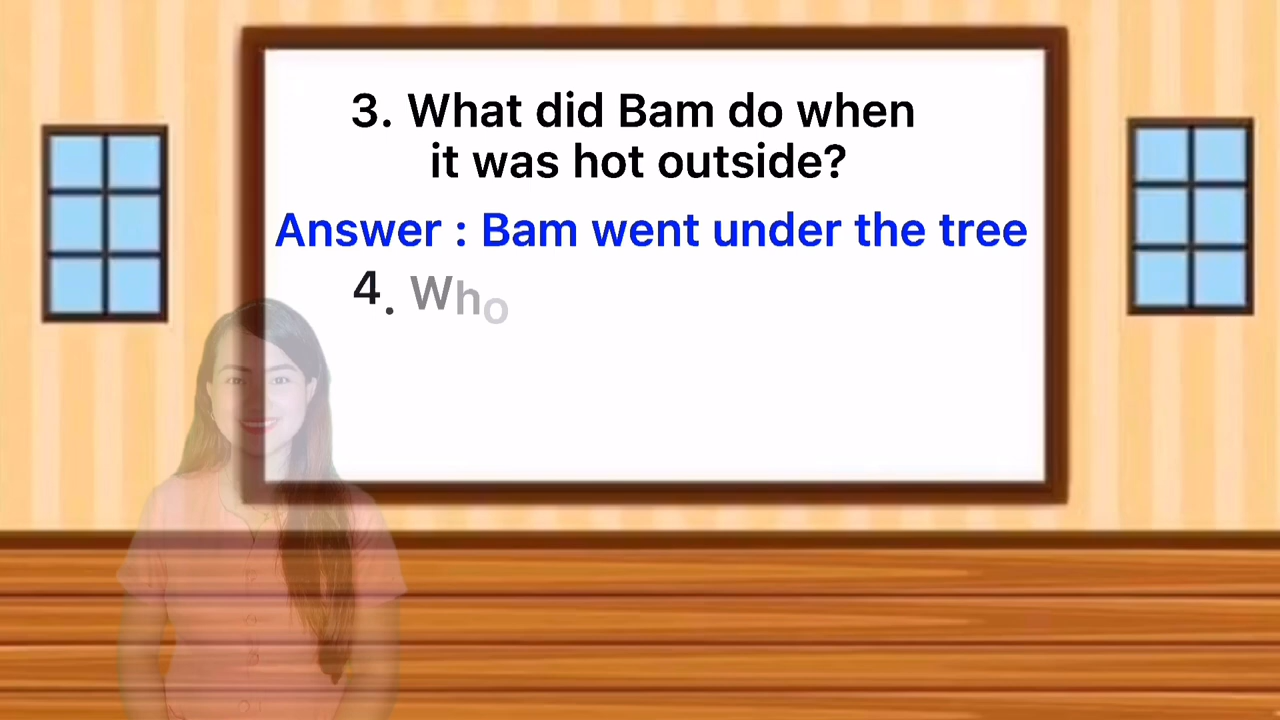 3. What did Bam do when
it was hot outside?
Answer : Bam went under the tree
4. Who